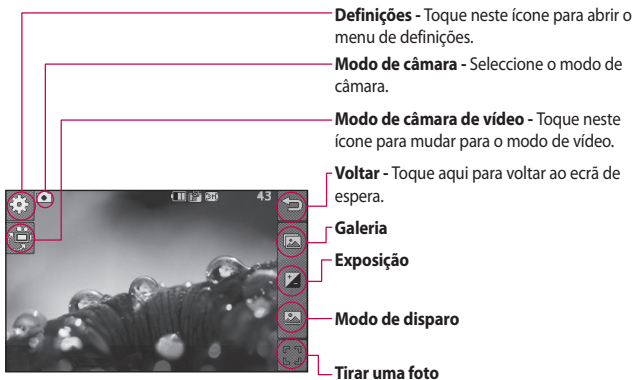 Definições - Toque neste ícone para abrir o
menu de definições.
Modo de câmara - Seleccione o modo de
câmara.
Modo de câmara de vídeo - Toque neste
ícone para mudar para o modo de vídeo.
Voltar - Toque aqui para voltar ao ecrã de
espera.
43
Galeria
Exposição
Modo de disparo
Tirar uma foto